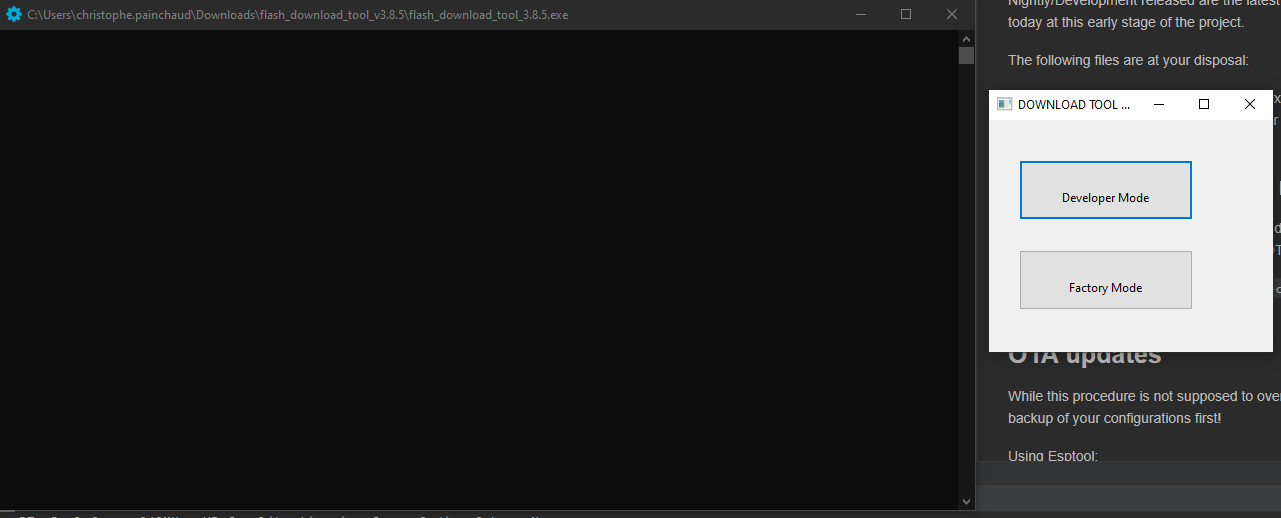 C:\Users\christophe.painchaud\Downloads\flash_download_tool_v3.8.5\flash_download_tool_3.8.5.exe
Nightly/Development released are the latest
today at this early stage of the project.
The following files are at your disposal:
DOWNLOAD TOOL ...
Developer Mode
Factory Mode
OTA updates
While this procedure is not supposed to over
backup of your configurations first!
Using Esptool: